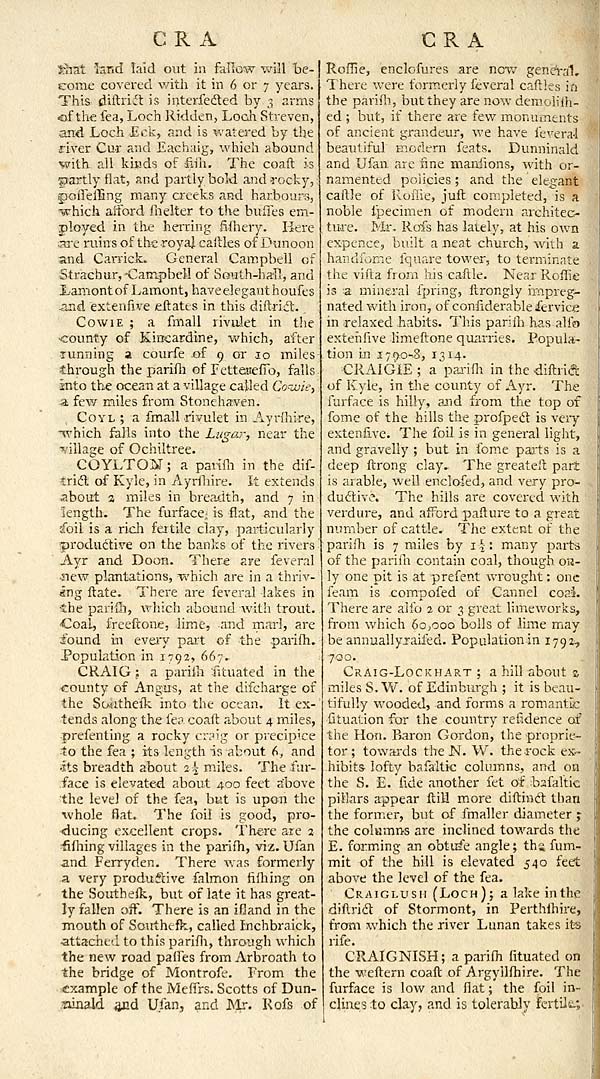 CRA
that land laid out in fallow will be-
come covered with it in 6 or 7 years.
This diſtrict is interſected by 3 arms
of the ſea, Loch Ridden, Loch Streven,
and Loch Eck, and is watered by the
river Cur and Eachaig, which abound
with all kinds of fiſh. The coaſt is
partly flat, and partly bold and rocky,
poſſeſſing many creeks and harbours,
which afford ſhelter to the buſſes em-
ployed in the herring fiſhery. Here
are ruins of the royal caſtles of Dunoon
and Carrick. General Campbell of
Strachur, Campbell of South-hall, and
Lamont of Lamont, have elegant houſes
and extenſive eſtates in this diſtrict.
COWIE; a ſmall rivulet in the
county of Kincardine, which, after
running a courſe of 9 or 10 miles
through the pariſh of Fettereſſo, falls
into the ocean at a village called Cowie,
a few miles from Stonehaven.
COYL; a ſmall rivulet in Ayrſhire,
which falls into the Lugar, near the
village of Ochiltree.
COYLTON; a pariſh in the diſ-
trict of Kyle, in Ayrſhire. It extends
about 2 miles in breadth, and 7 in
length. The ſurface is flat, and the
ſoil is a rich fertile clay, particularly
productive on the banks of the rivers
Ayr and Doon. There are ſeveral
new plantations, which are in a thriv-
ing ſtate. There are ſeveral lakes in
the pariſh, which abound with trout.
Coal, freeſtone, lime, and marl, are
found in every part of the pariſh.
Population in 1792, 667.
CRAIG; a pariſh ſituated in the
county of Angus, at the diſcharge of
the Southeſk into the ocean. It ex-
tends along the ſea coaſt about 4 miles,
preſenting a rocky craig or precipice
to the ſea; its length is about 6, and
its breadth about 2½ miles. The ſur-
face is elevated about 400 feet above
the level of the ſea, but is upon the
whole flat. The ſoil is good, pro-
ducing excellent crops. There are 2
fiſhing villages in the pariſh, viz. Uſan
and Ferryden. There was formerly
a very productive ſalmon fiſhing on
the Southeſk, but of late it has great-
ly fallen off. There is an iſland in the
mouth of Southeſk, called Inchbraick,
attached to this pariſh, through which
the new road paſſes from Arbroath to
the bridge of Montroſe. From the
example of the Meſſrs. Scotts of Dun-
ninald and Uſan, and Mr. Roſs of
CRA
Roſſie, encloſures are now general.
There were formerly ſeveral caſtles in
the pariſh, but they are now demoliſh-
ed; but, if there are few monuments
of ancient grandeur, we have ſeveral
beautiful modern ſeats. Dunninald
and Uſan are fine manſions, with or-
namented policies; and the elegant
caſtle of Roſſie, juſt completed, is a
noble ſpecimen of modern architec-
ture. Mr. Roſs has lately, at his own
expence, built a neat church, with a
handſome ſquare tower, to terminate
the viſta from his caſtle. Near Roſſie
is a mineral ſpring, ſtrongly impreg-
nated with iron, of conſiderable ſervice
in relaxed habits. This pariſh has alſo
extenſive limeſtone quarries. Popula-
tion in 1790-8, 1314.
CRAIGIE; a pariſh in the diſtrict
of Kyle, in the county of Ayr. The
ſurface is hilly, and from the top of
ſome of the hills the proſpect is very
extenſive. The ſoil is in general light,
and gravelly; but in ſome parts is a
deep ſtrong clay. The greateſt part
is arable, well encloſed, and very pro-
ductive. The hills are covered with
verdure, and afford paſture to a great
number of cattle. The extent of the
pariſh is 7 miles by 1½: many parts
of the pariſh contain coal, though on-
ly one pit is at preſent wrought: one
ſeam is compoſed of Cannel coal.
There are alſo 2 or 3 great limeworks,
from which 60,000 bolls of lime may
be annually raiſed. Population in 1792,
700.
CRAIG-LOCKHART; a hill about 2
miles S. W. of Edinburgh; it is beau-
tifully wooded, and forms a romantic
ſituation for the country reſidence of
the Hon. Baron Gordon, the proprie-
tor; towards the N. W. the rock ex-
hibits lofty baſaltic columns, and on
the S. E. ſide another ſet of baſaltic
pillars appear ſtill more diſtinct than
the former, but of ſmaller diameter;
the columns are inclined towards the
E. forming an obtuſe angle; the ſum-
mit of the hill is elevated 540 feet
above the level of the ſea.
CRAIGLUSH (LOCH); a lake in the
diſtrict of Stormont, in Perthſhire,
from which the river Lunan takes its
riſe.
CRAIGNISH; a pariſh ſituated on
the weſtern coaſt of Argyllſhire. The
ſurface is low and flat; the ſoil in-
clines to clay, and is tolerably fertile;